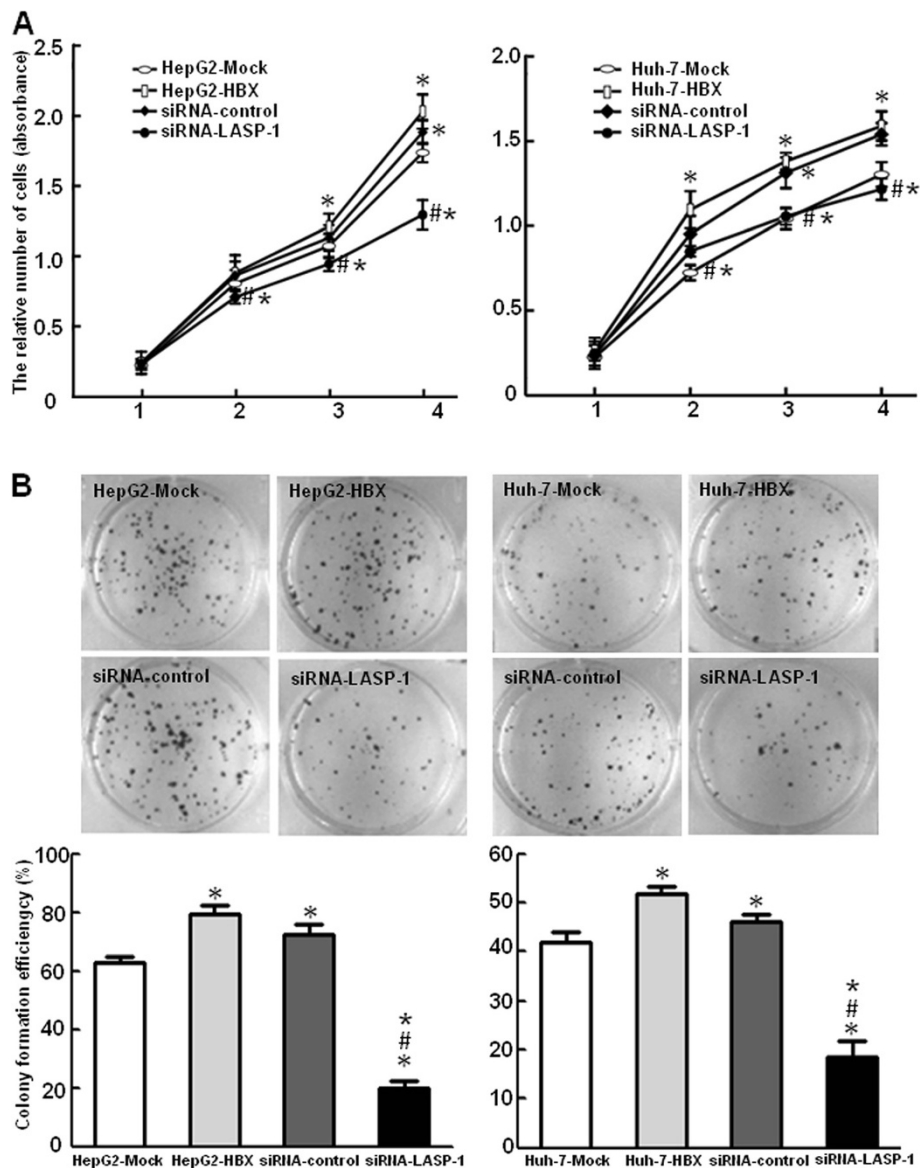 A
The relative number of cells (absorbance)
2.5
2.0
1.5
1.0
0.5
0
HepG2-Mock
HepG2-HBX
siRNA-control
siRNA-LASP-1
*
*
*
#*
#*
#*
1 2 3 4
2.0
1.5
1.0
0.5
0
Huh-7-Mock
Huh-7-HBX
siRNA-control
siRNA-LASP-1
*
*
*
*
#*
#*
#*
1 2 3 4
B
HepG2-Mock
HepG2-HBX
Huh-7-Mock
Huh-7-HBX
siRNA-control
siRNA-LASP-1
siRNA-control
siRNA-LASP-1
Colony formation efficiengcy (%)
100
80
60
40
20
0
*
*
*
#
*
HepG2-Mock HepG2-HBX siRNA-control siRNA-LASP-1
60
50
40
30
20
10
0
*
*
*
#
*
Huh-7-Mock Huh-7-HBX siRNA-control siRNA-LASP-1